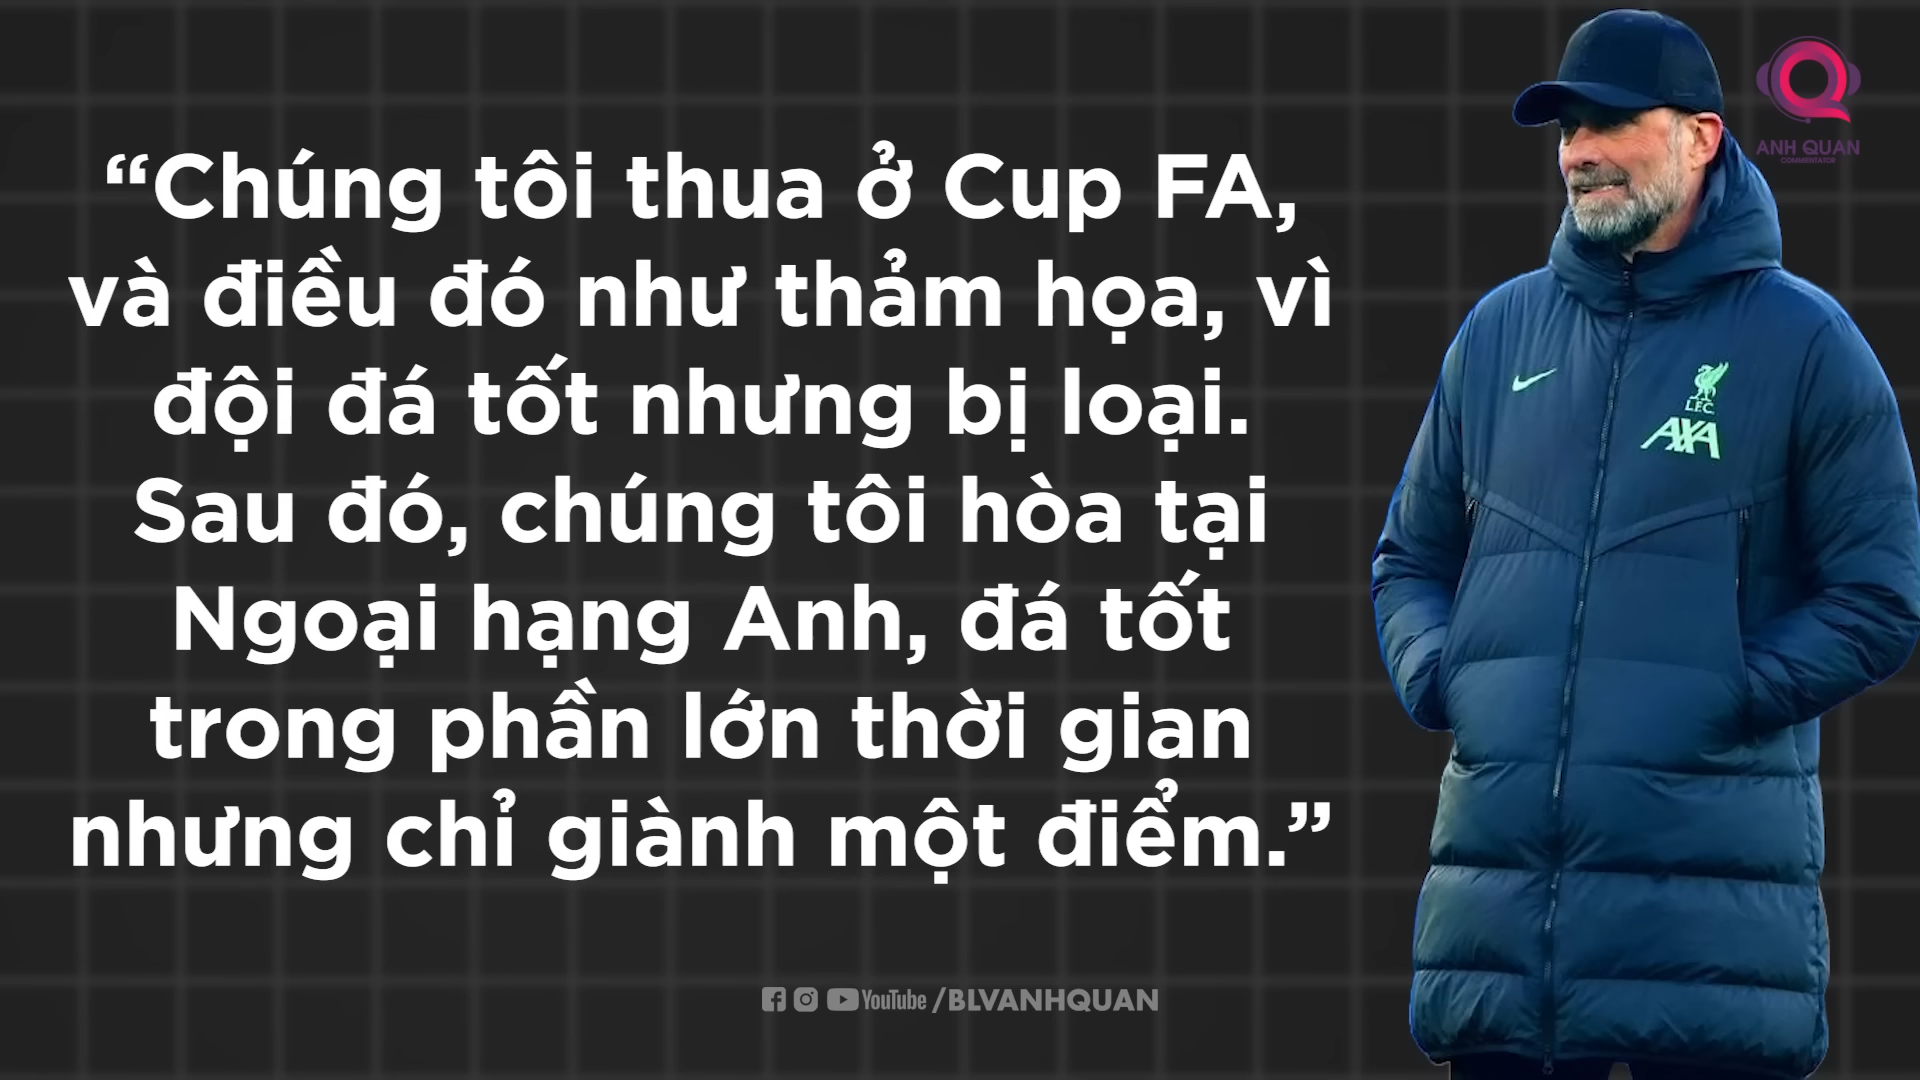 ANH QUAN
COMMENTATOR
“Chúng tôi thua ở Cup FA,
và điều đó như thảm họa, vì
đội đá tốt nhưng bị loại.
Sau đó, chúng tôi hòa tại
Ngoại hạng Anh, đá tốt
trong phần lớn thời gian
nhưng chỉ giành một điểm.”
L.F.C.
AXA
YouTube /BLVANHQUAN